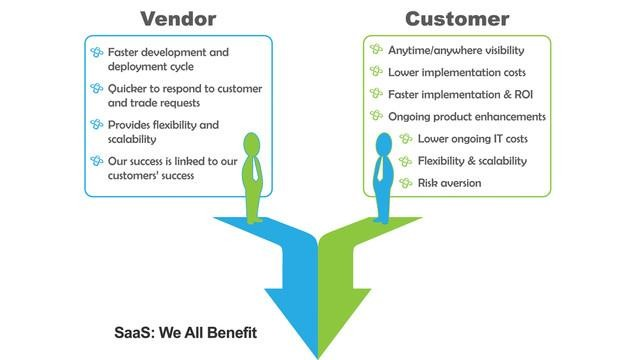 Vendor
Faster development and
deployment cycle
Quicker to respond to customer
and trade requests
Provides flexibility and
scalability
Our success is linked to our
customers' success
Customer
Anytime/anywhere visibility
Lower implementation costs
Faster implementation & ROI
Ongoing product enhancements
Lower ongoing IT costs
Flexibility & scalability
Risk aversion
SaaS: We All Benefit